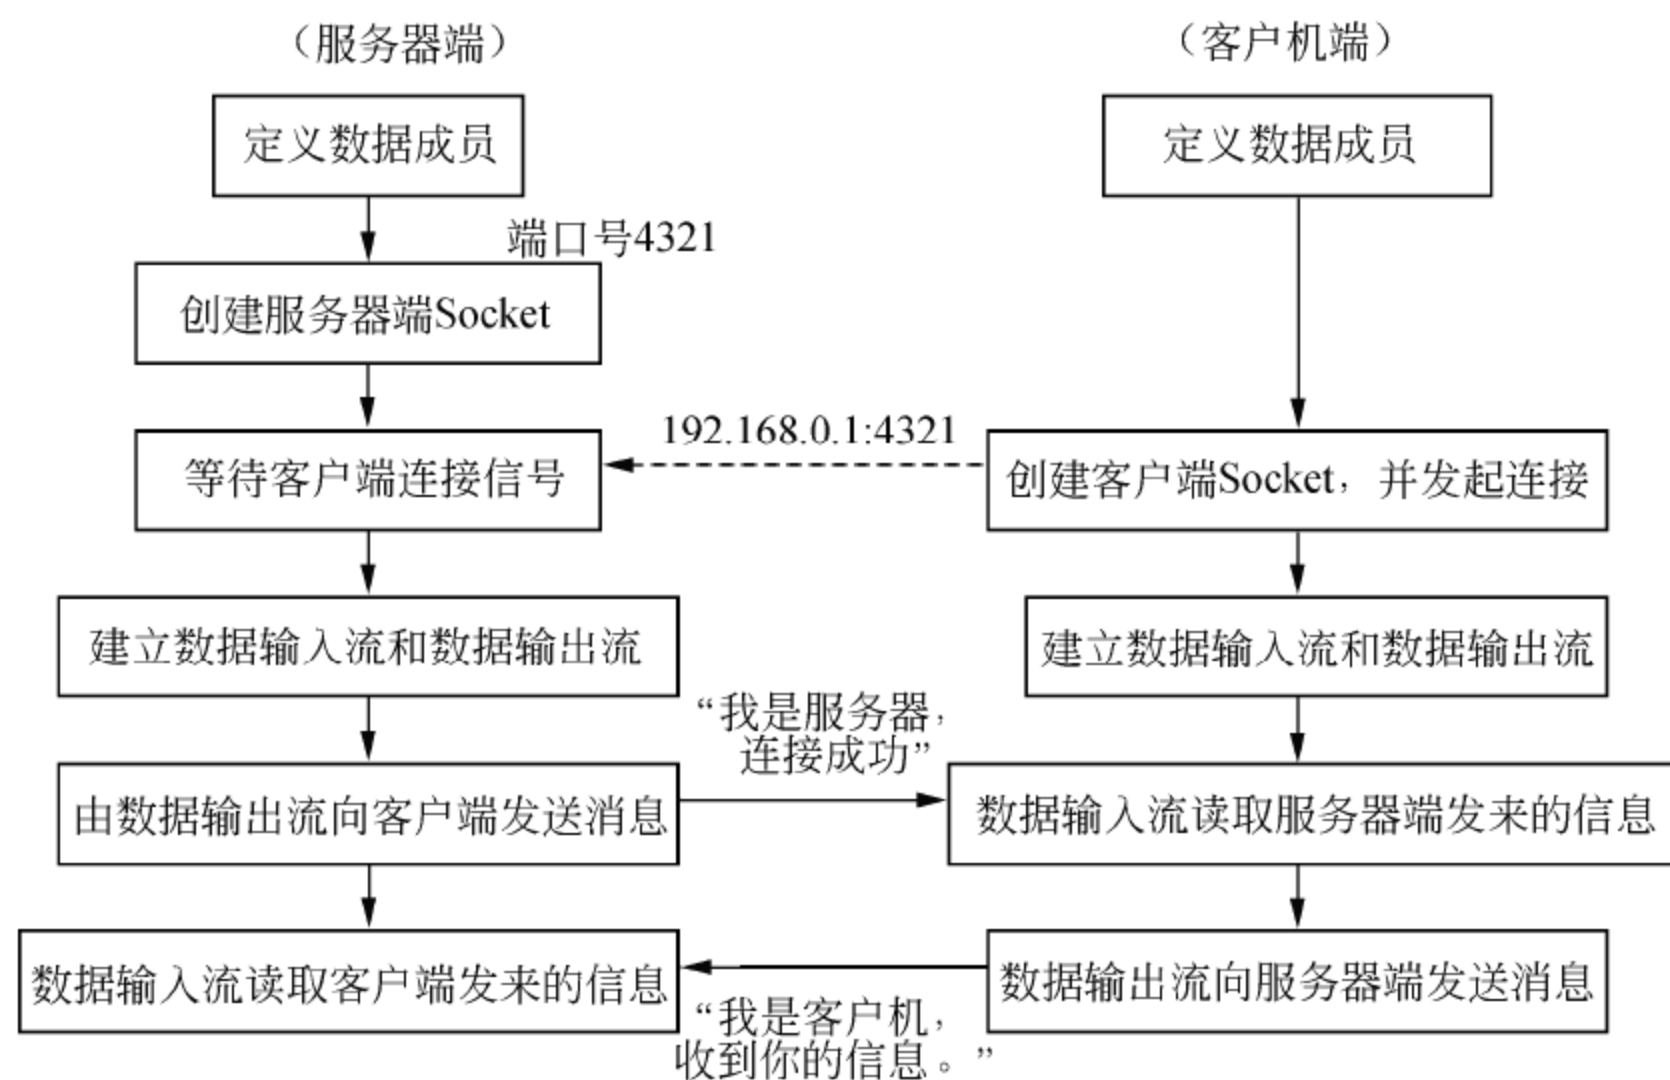 （服务器端）
（客户机端）
定义数据成员
定义数据成员
端口号4321
创建服务器端Socket
192.168.0.1:4321
等待客户端连接信号
创建客户端Socket，并发起连接
建立数据输入流和数据输出流
建立数据输入流和数据输出流
“我是服务器，
连接成功”
由数据输出流向客户端发送消息
数据输入流读取服务器端发来的信息
数据输入流读取客户端发来的信息
数据输出流向服务器端发送消息
“我是客户机，
收到你的信息。”